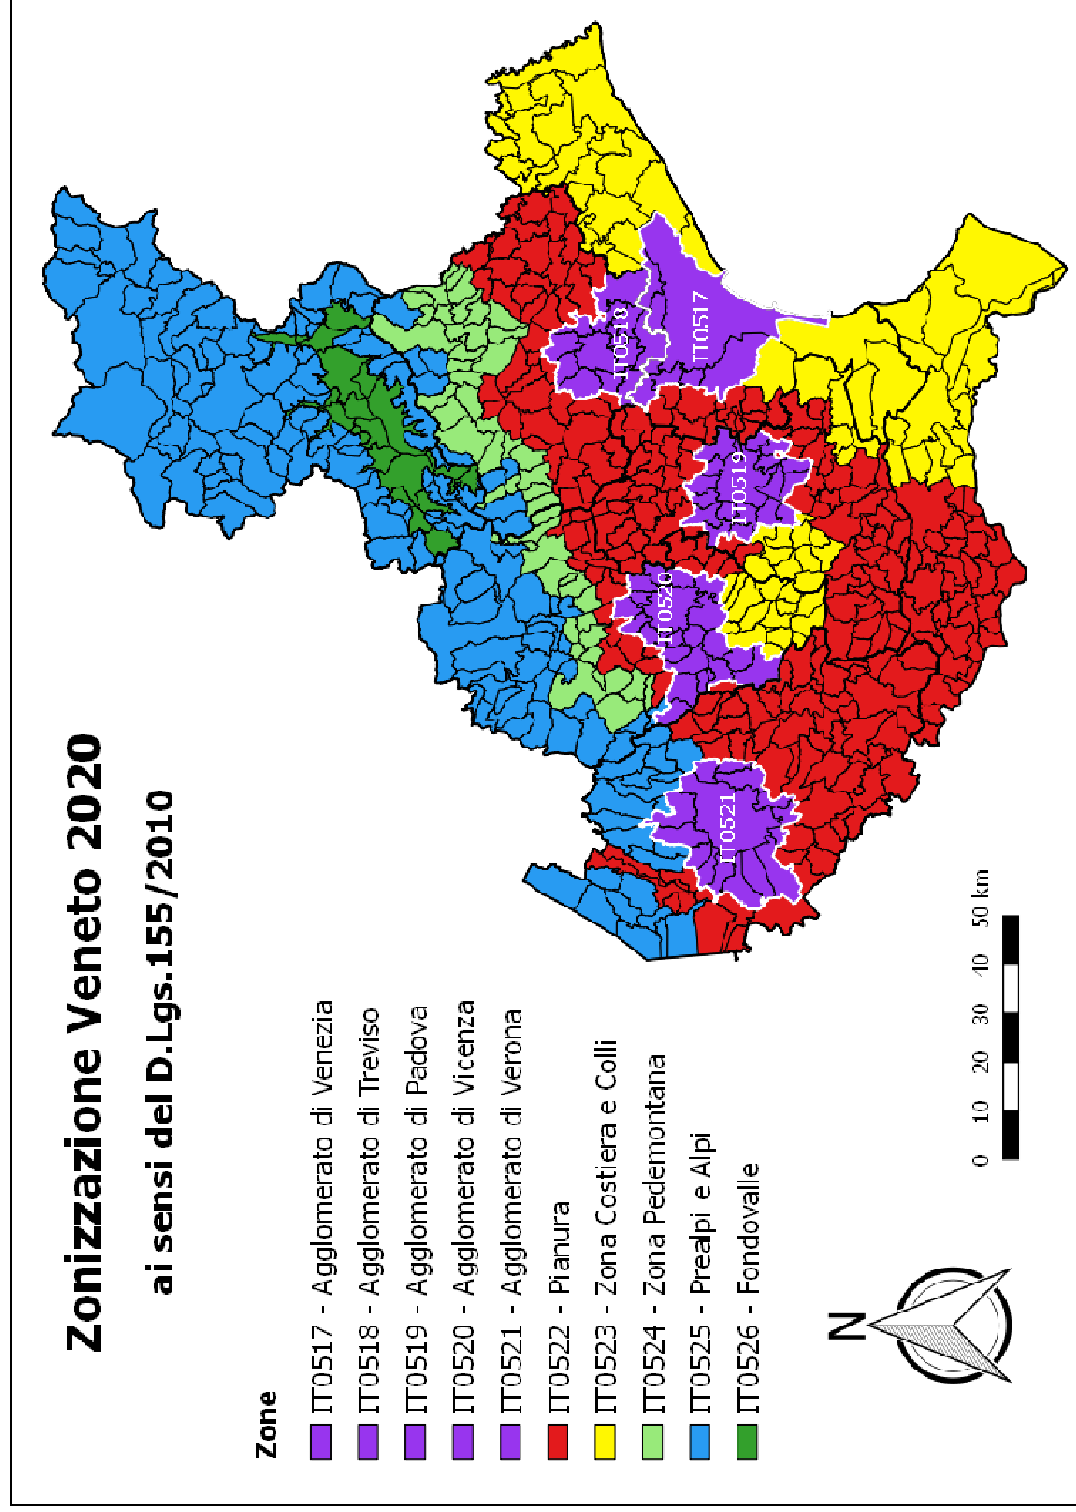 Zonizzazione Veneto 2020
ai sensi del D.Lgs.155/2010
Zone
IT0517 - Agglomerato di Venezia
IT0518 - Agglomerato di Treviso
IT0519 - Agglomerato di Padova
IT0520 - Agglomerato di Vicenza
IT0521 - Agglomerato di Verona
IT0522 - Pianura
IT0523 - Zona Costiera e Colli
IT0524 - Zona Pedemontana
IT0525 - Prealpi e Alpi
IT0526 - Fondovalle
IT0518
IT0517
IT0519
IT0520
IT0521
N
0 10 20 30 40 50 km